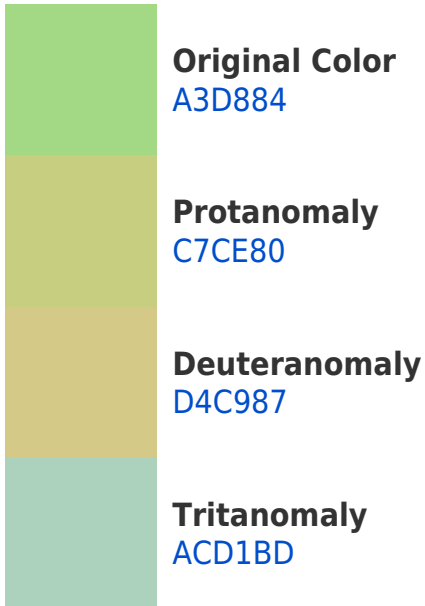 Original Color
A3D884
Protanomaly
C7CE80
Deuteranomaly
D4C987
Tritanomaly
ACD1BD